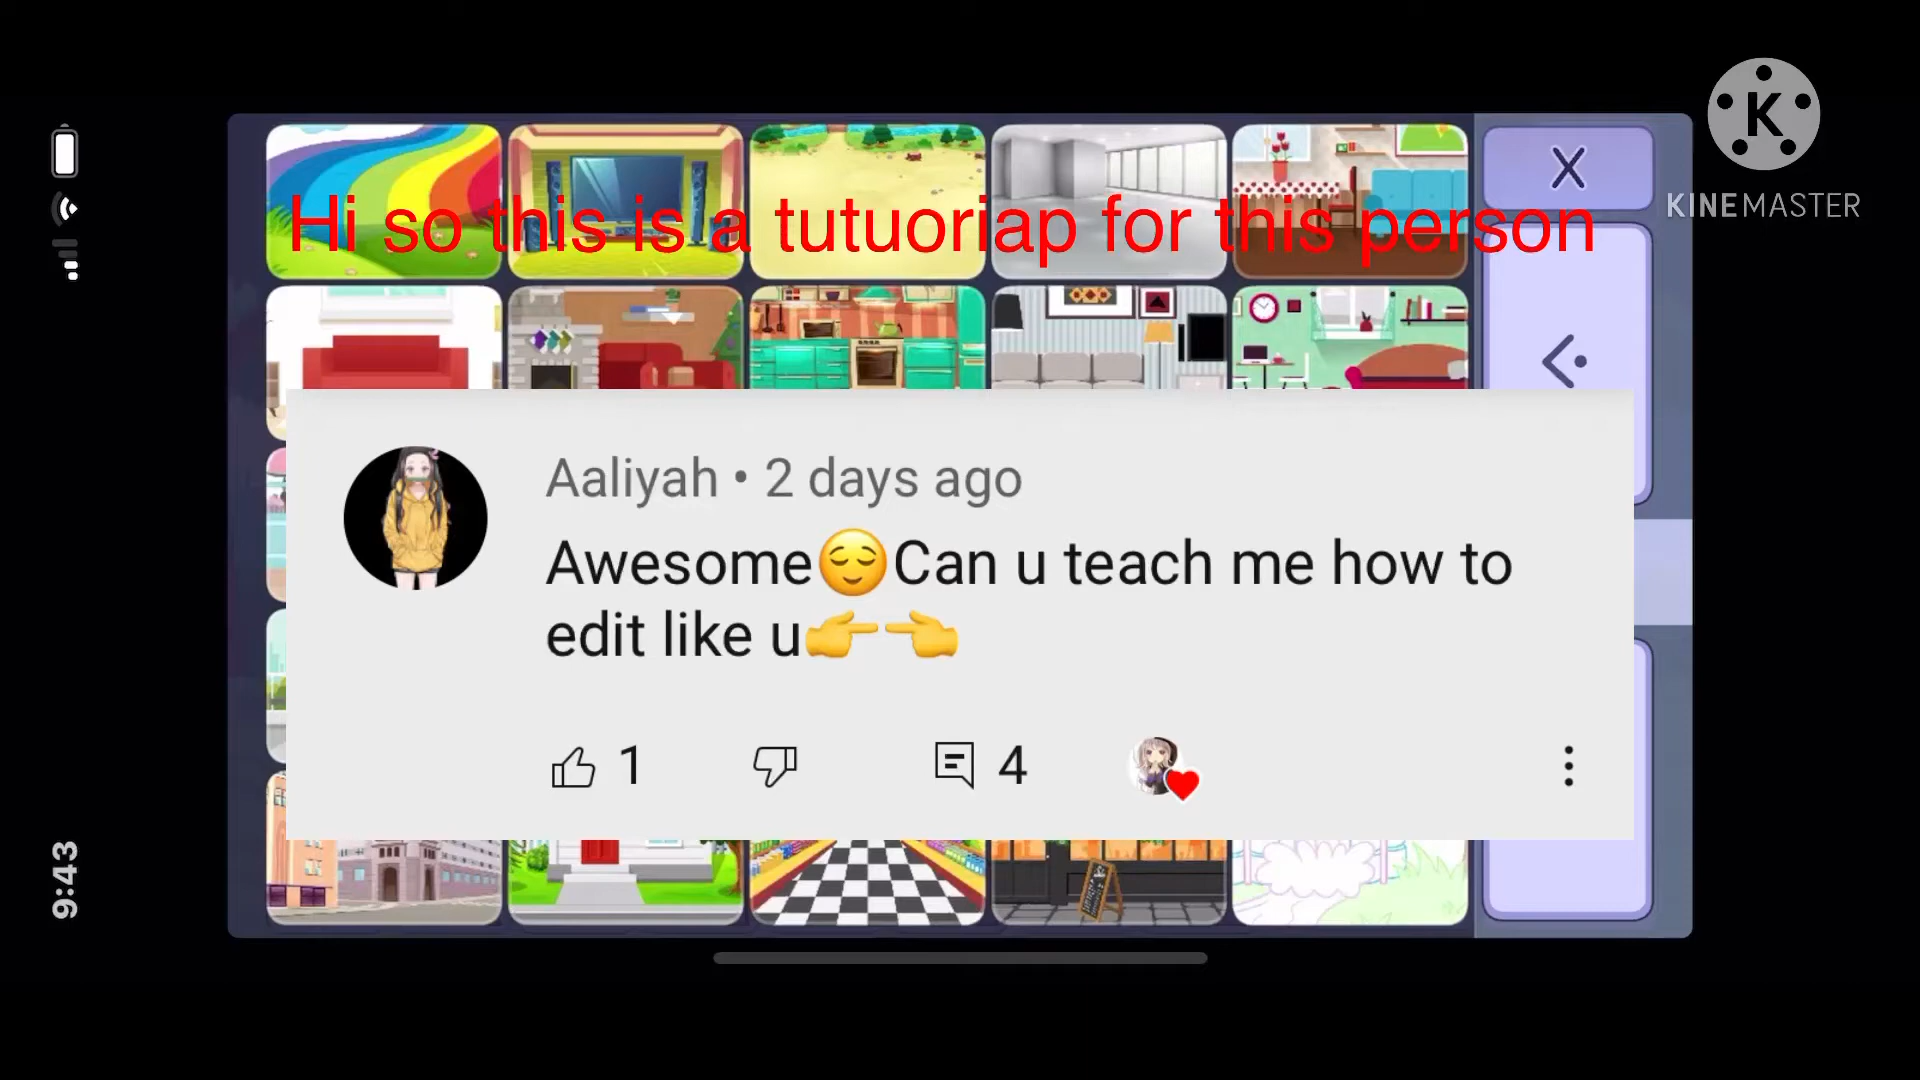 K
KINEMASTER
X
Hi so this is a tutuoriap for this person
Aaliyah • 2 days ago
Awesome😌Can u teach me how to
edit like u👉👈
1 4
9:43